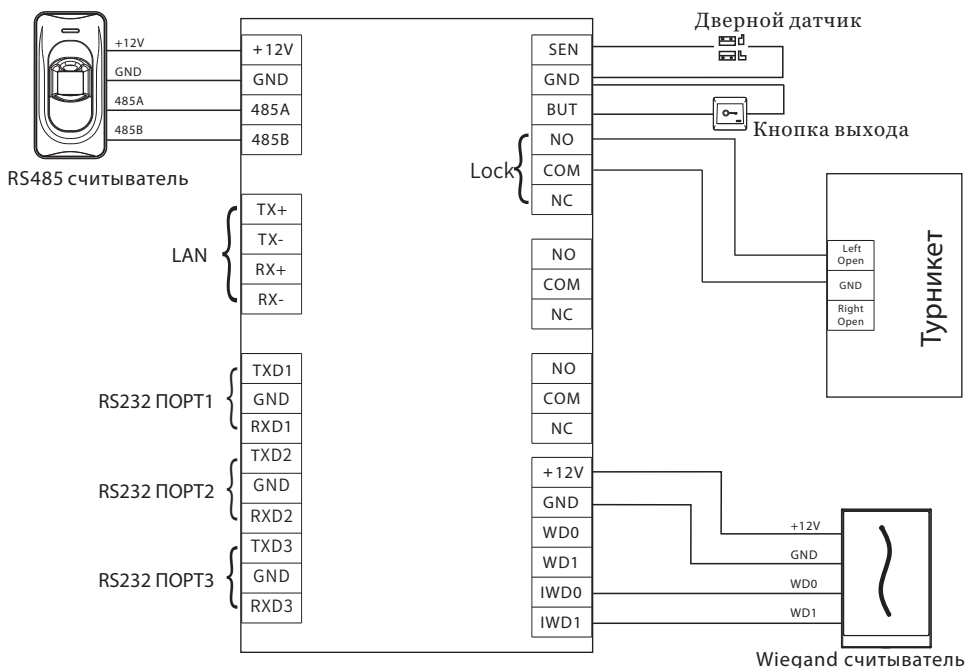 +12V
GND
485A
485B
RS485 считыватель
+12V
GND
485A
485B
LAN
TX+
TX-
RX+
RX-
RS232 ПОРТ1
TXD1
GND
RXD1
RS232 ПОРТ2
TXD2
GND
RXD2
RS232 ПОРТ3
TXD3
GND
RXD3
Дверной датчик
SEN
GND
BUT
Кнопка выхода
Lock
NO
COM
NC
NO
COM
NC
NO
COM
NC
Left
Open
GND
Right
Open
Турникет
+12V
GND
WD0
WD1
IWD0
IWD1
+12V
GND
WD0
WD1
Wiegand считыватель